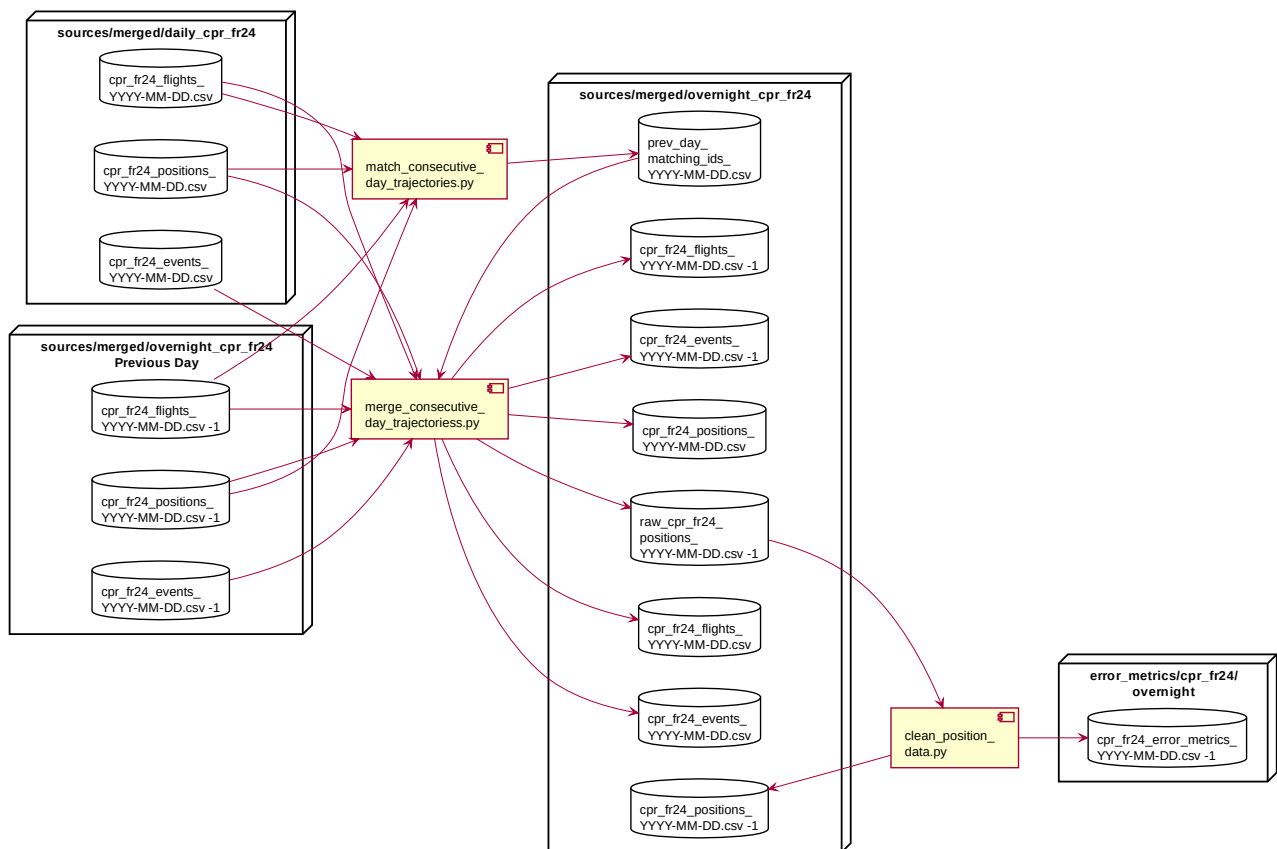 sources/merged/daily_cpr_fr24
cpr_fr24_flights_
YYYY-MM-DD.csv
cpr_fr24_positions_
YYYY-MM-DD.csv
cpr_fr24_events_
YYYY-MM-DD.csv
sources/merged/overnight_cpr_fr24
Previous Day
cpr_fr24_flights_
YYYY-MM-DD.csv -1
cpr_fr24_positions_
YYYY-MM-DD.csv -1
cpr_fr24_events_
YYYY-MM-DD.csv -1
match_consecutive_
day_trajectories.py
merge_consecutive_
day_trajectoriess.py
sources/merged/overnight_cpr_fr24
prev_day_
matching_ids_
YYYY-MM-DD.csv
cpr_fr24_flights_
YYYY-MM-DD.csv -1
cpr_fr24_events_
YYYY-MM-DD.csv -1
cpr_fr24_positions_
YYYY-MM-DD.csv
raw_cpr_fr24_
positions_
YYYY-MM-DD.csv -1
cpr_fr24_flights_
YYYY-MM-DD.csv
cpr_fr24_events_
YYYY-MM-DD.csv
cpr_fr24_positions_
YYYY-MM-DD.csv -1
clean_position_
data.py
error_metrics/cpr_fr24/
overnight
cpr_fr24_error_metrics_
YYYY-MM-DD.csv -1